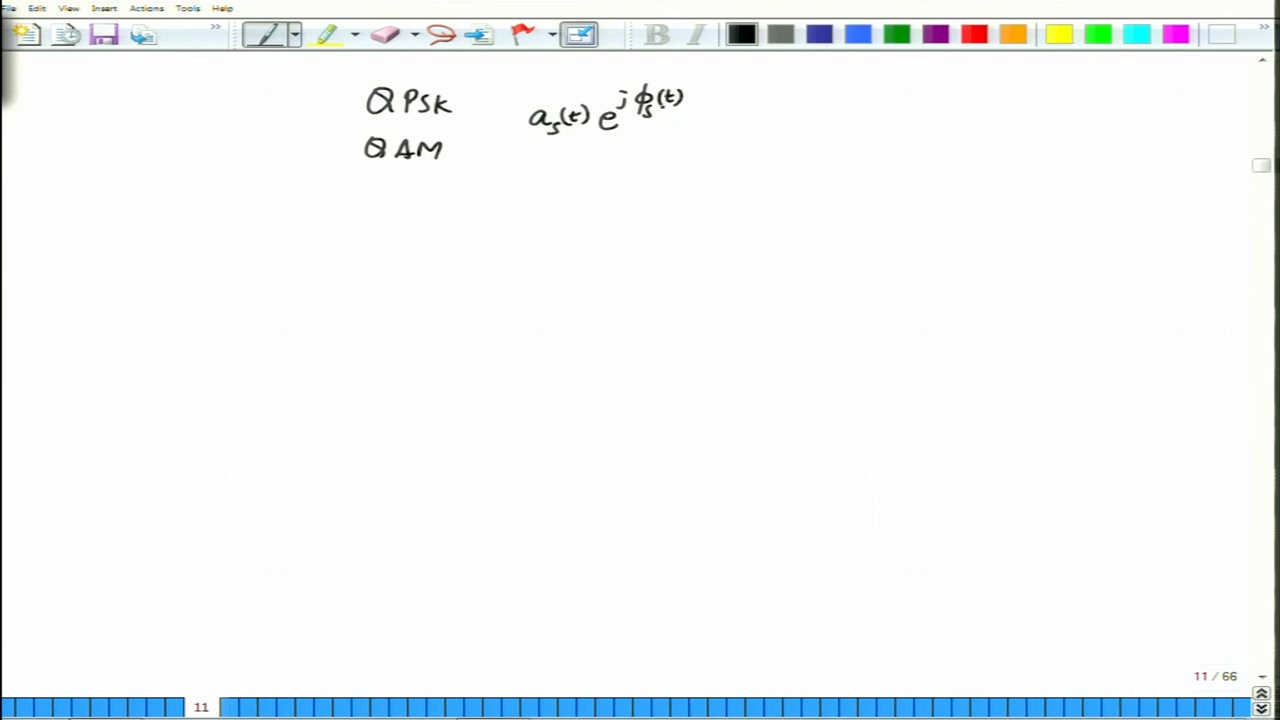 File Edit View Insert Actions Tools Help
B I
QPSK a_s(t) e^{jϕ_s(t)}
QAM
11 / 66
11